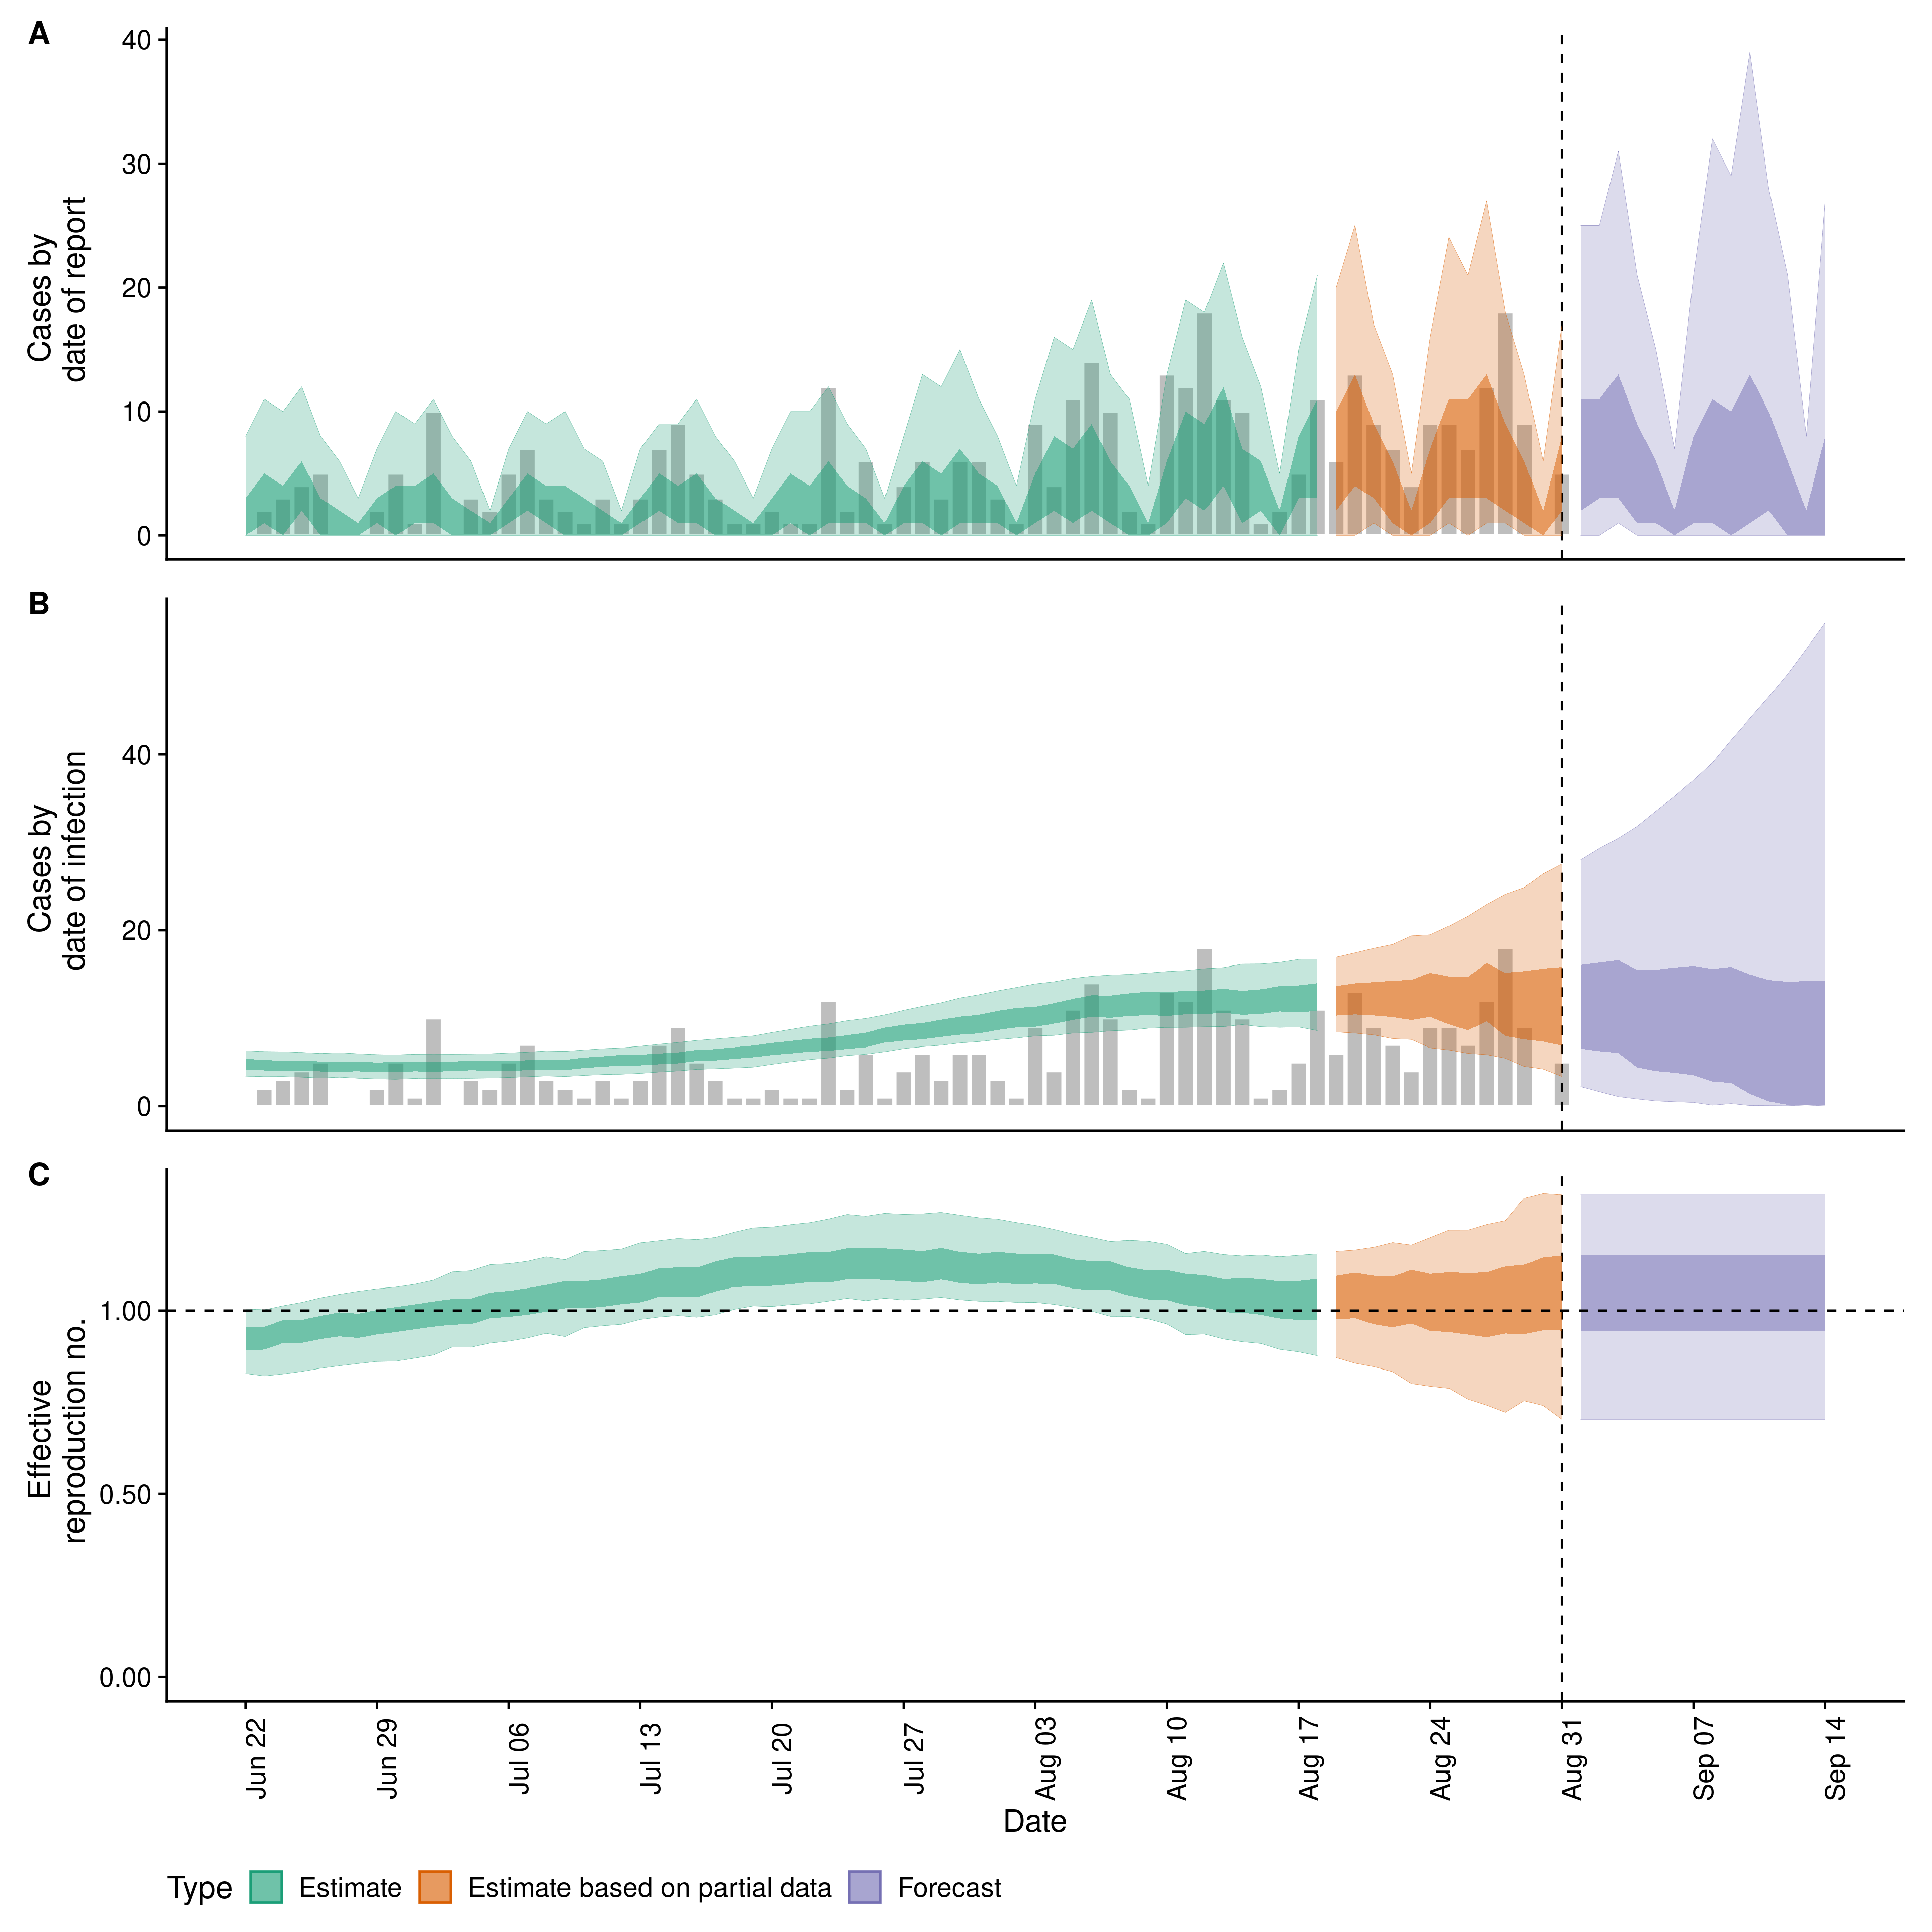 A
40
30
20
10
0
Cases by
date of report
B
40
20
0
Cases by
date of infection
C
1.00
0.50
0.00
Effective
reproduction no.
Jun 22
Jun 29
Jul 06
Jul 13
Jul 20
Jul 27
Aug 03
Aug 10
Aug 17
Aug 24
Aug 31
Sep 07
Sep 14
Date
Type Estimate Estimate based on partial data Forecast